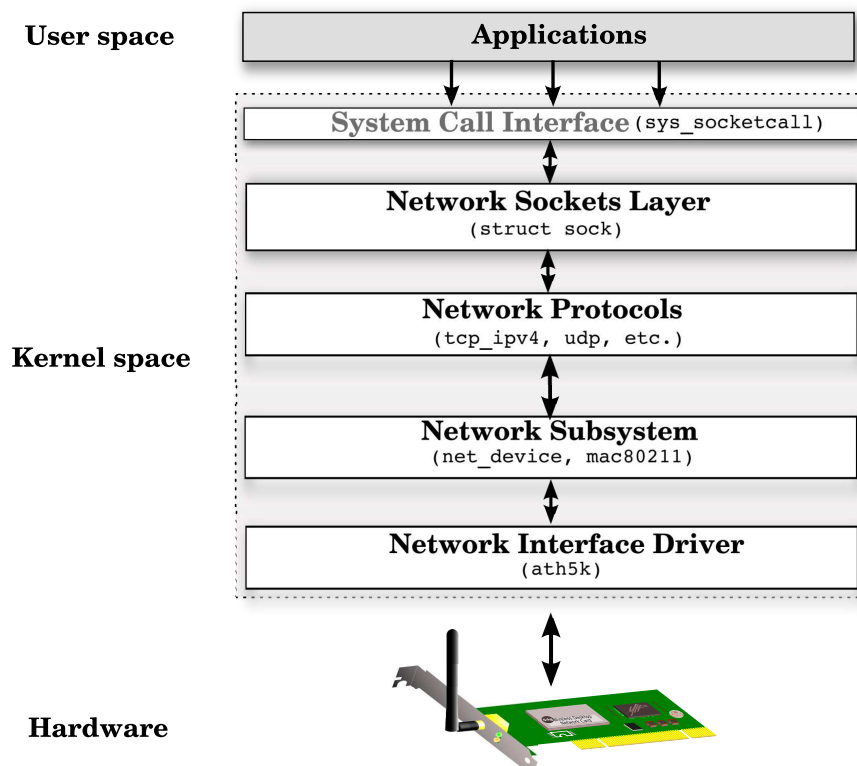 User space
Applications
System Call Interface (sys_socketcall)
Network Sockets Layer
(struct sock)
Network Protocols
(tcp_ipv4, udp, etc.)
Kernel space
Network Subsystem
(net_device, mac80211)
Network Interface Driver
(ath5k)
Hardware